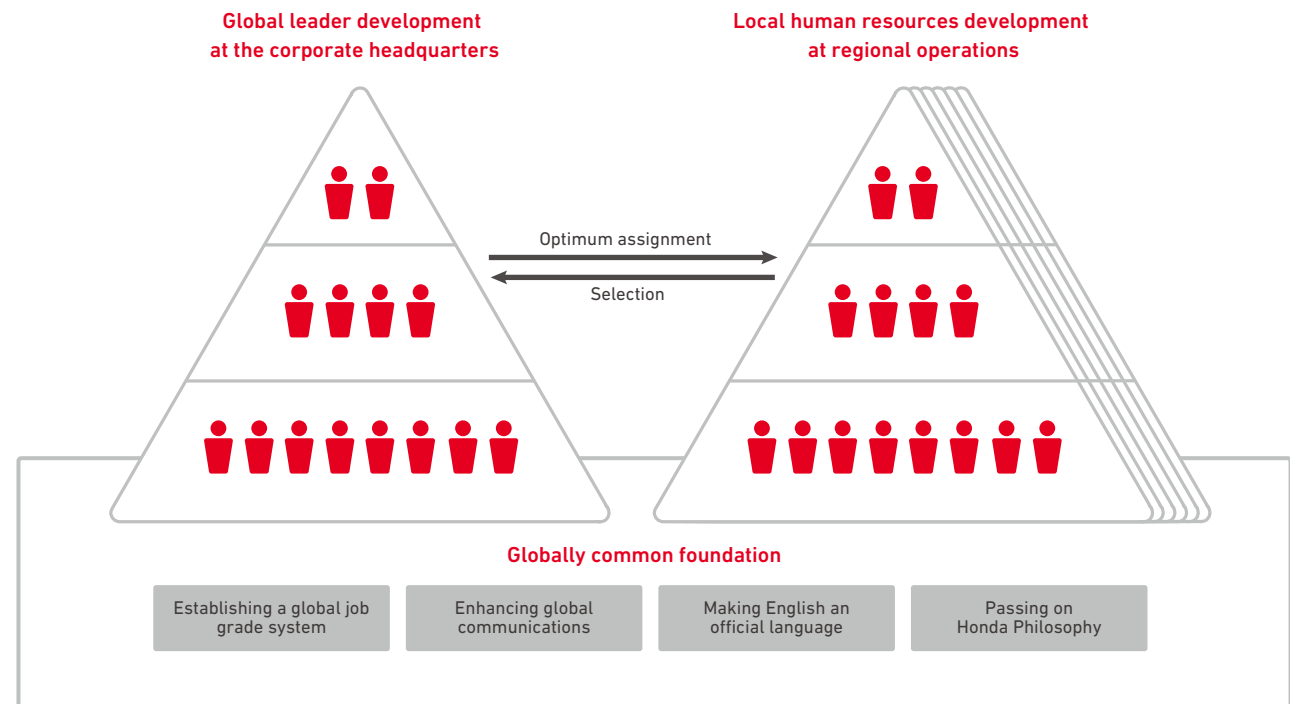 Global leader development
at the corporate headquarters
Local human resources development
at regional operations
Optimum assignment
Selection
Globally common foundation
Establishing a global job
grade system
Enhancing global
communications
Making English an
official language
Passing on
Honda Philosophy